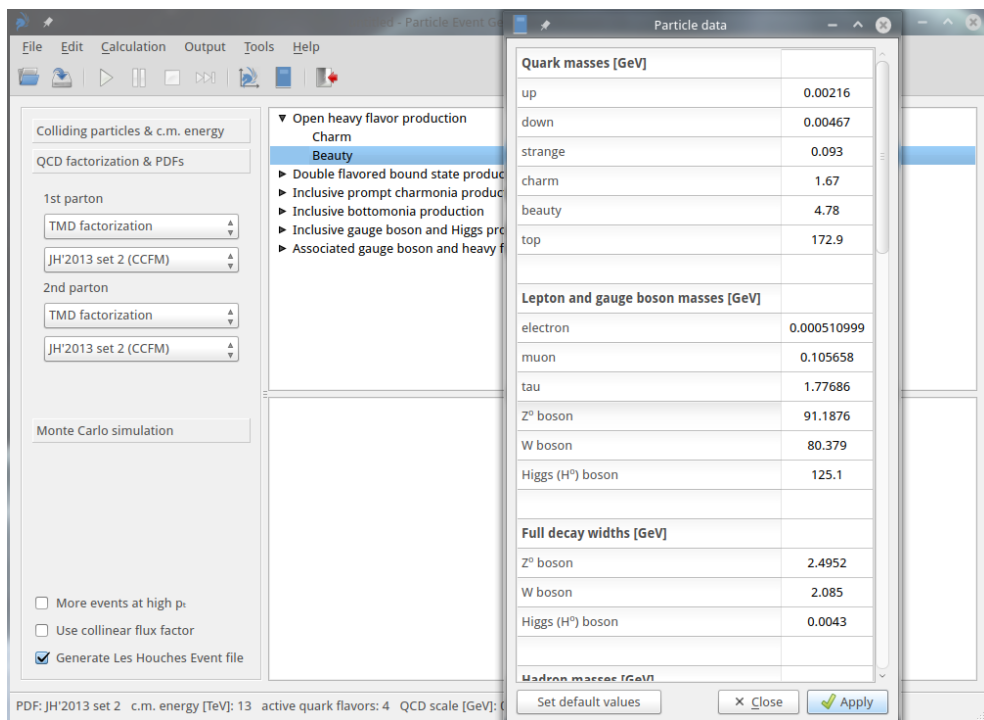 - Particle Event Ge
File Edit Calculation Output Tools Help
Colliding particles & c.m. energy
QCD factorization & PDFs
1st parton
TMD factorization
JH'2013 set 2 (CCFM)
2nd parton
TMD factorization
JH'2013 set 2 (CCFM)
Monte Carlo simulation
More events at high pt
Use collinear flux factor
Generate Les Houches Event file
Open heavy flavor production
Charm
Beauty
Double flavored bound state produc
Inclusive prompt charmonia produc
Inclusive bottomonia production
Inclusive gauge boson and Higgs pro
Associated gauge boson and heavy f
PDF: JH'2013 set 2 c.m. energy [TeV]: 13 active quark flavors: 4 QCD scale [GeV]:
Particle data
Quark masses [GeV]
up 0.00216
down 0.00467
strange 0.093
charm 1.67
beauty 4.78
top 172.9
Lepton and gauge boson masses [GeV]
electron 0.000510999
muon 0.105658
tau 1.77686
Z⁰ boson 91.1876
W boson 80.379
Higgs (H⁰) boson 125.1
Full decay widths [GeV]
Z⁰ boson 2.4952
W boson 2.085
Higgs (H⁰) boson 0.0043
Hadron masses [GeV]
Set default values Close Apply